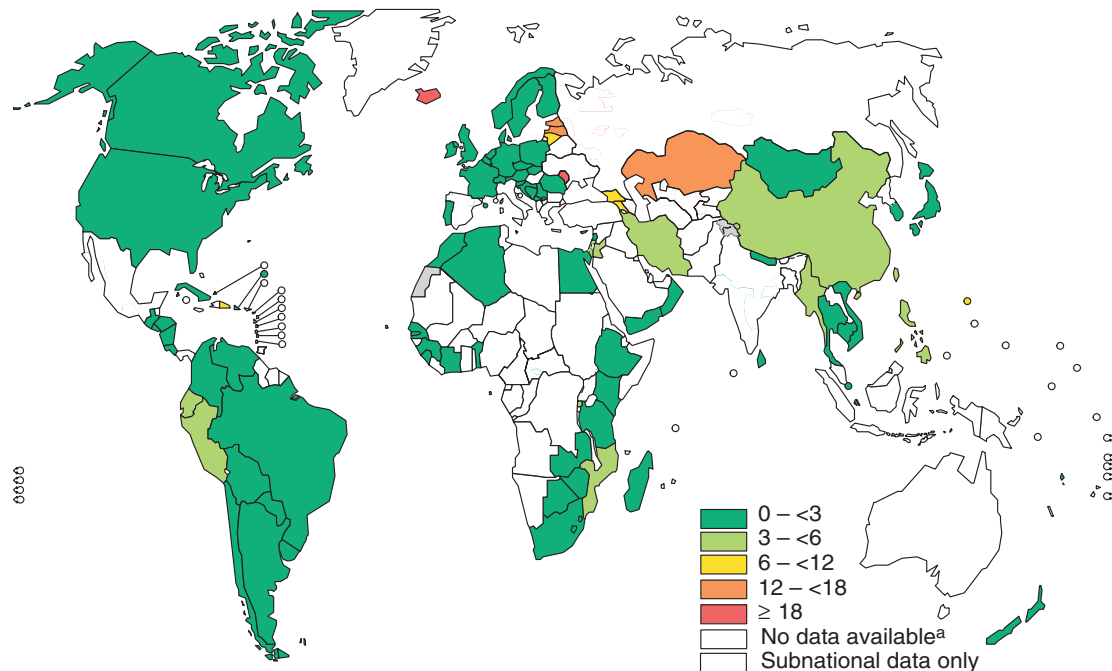 0 – <3
3 – <6
6 – <12
12 – <18
≥ 18
No data availableᵃ
Subnational data only